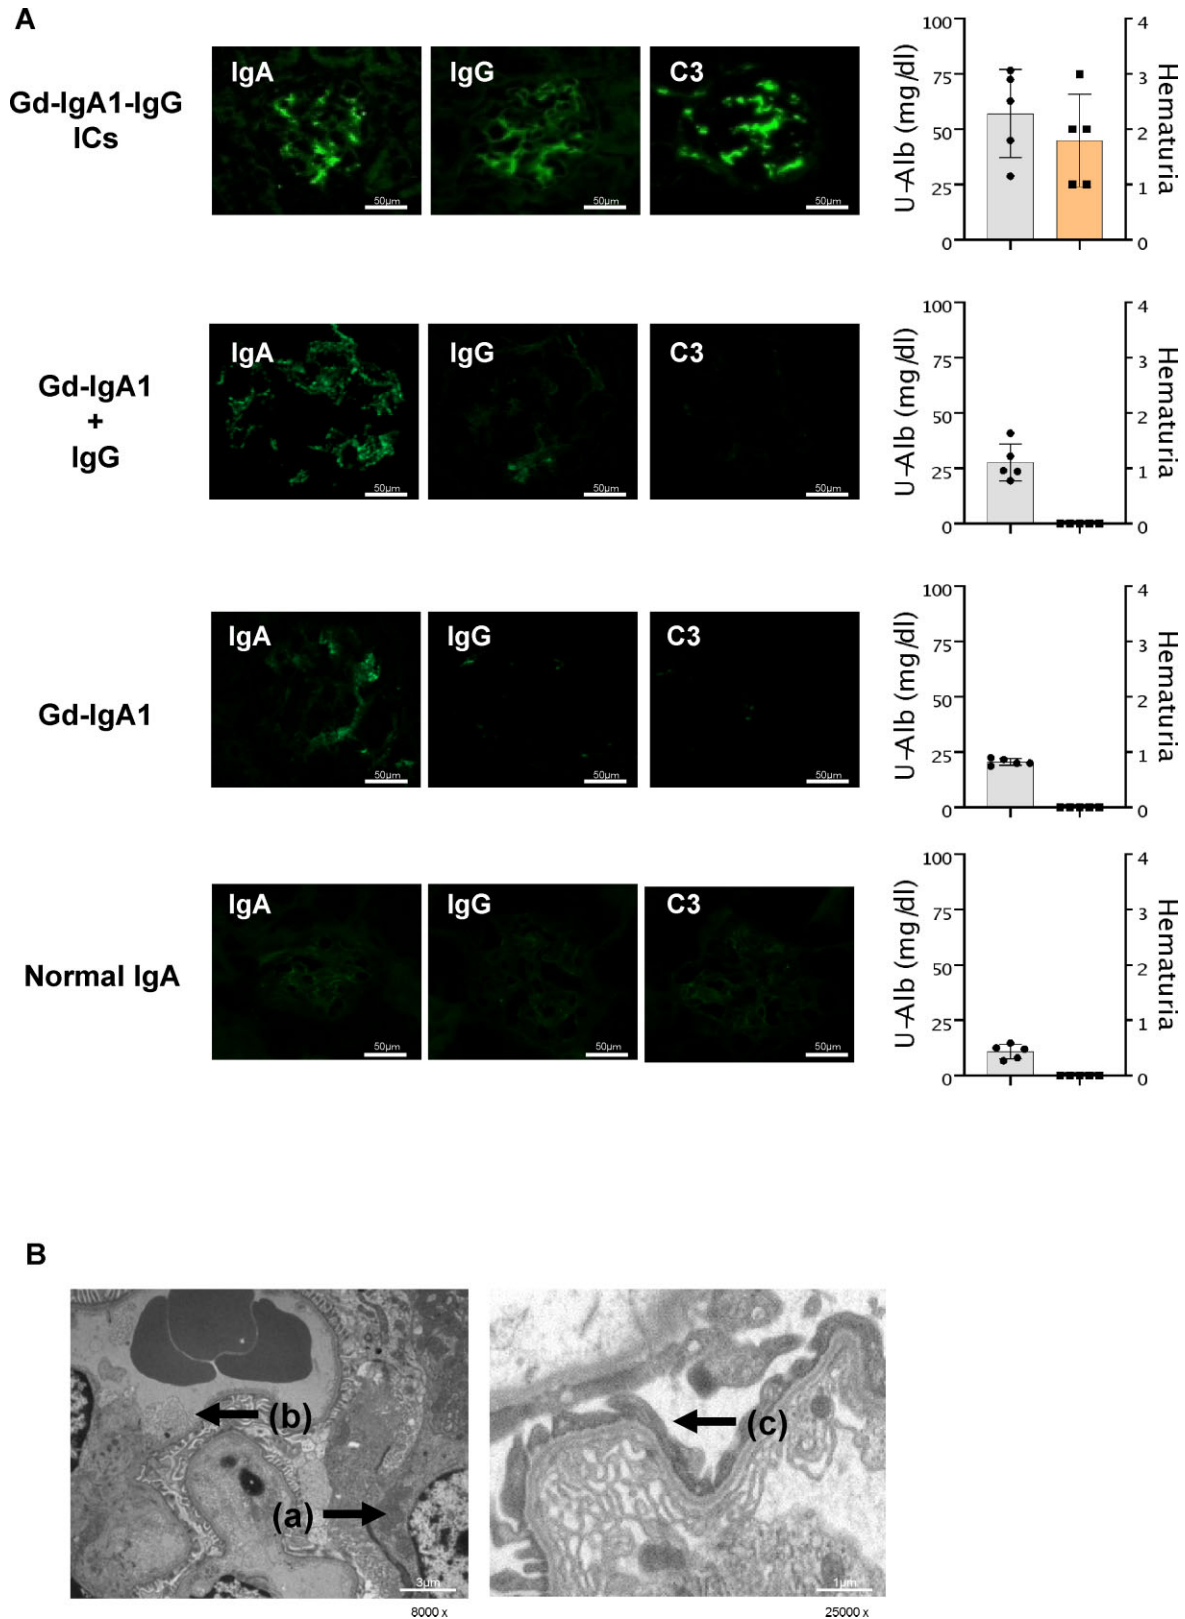 A
Gd-IgA1-IgG
ICs
IgA
IgG
C3
50µm
50µm
50µm
100
75
50
25
0
U-Alb (mg/dl)
4
3
2
1
0
Hematuria
Gd-IgA1
+
IgG
IgA
IgG
C3
50µm
50µm
50µm
100
75
50
25
0
U-Alb (mg/dl)
4
3
2
1
0
Hematuria
Gd-IgA1
IgA
IgG
C3
50µm
50µm
50µm
100
75
50
25
0
U-Alb (mg/dl)
4
3
2
1
0
Hematuria
Normal IgA
IgA
IgG
C3
50µm
50µm
50µm
100
75
50
25
0
U-Alb (mg/dl)
4
3
2
1
0
Hematuria
B
(b)
(a)
3µm
8000 x
(c)
1µm
25000 x